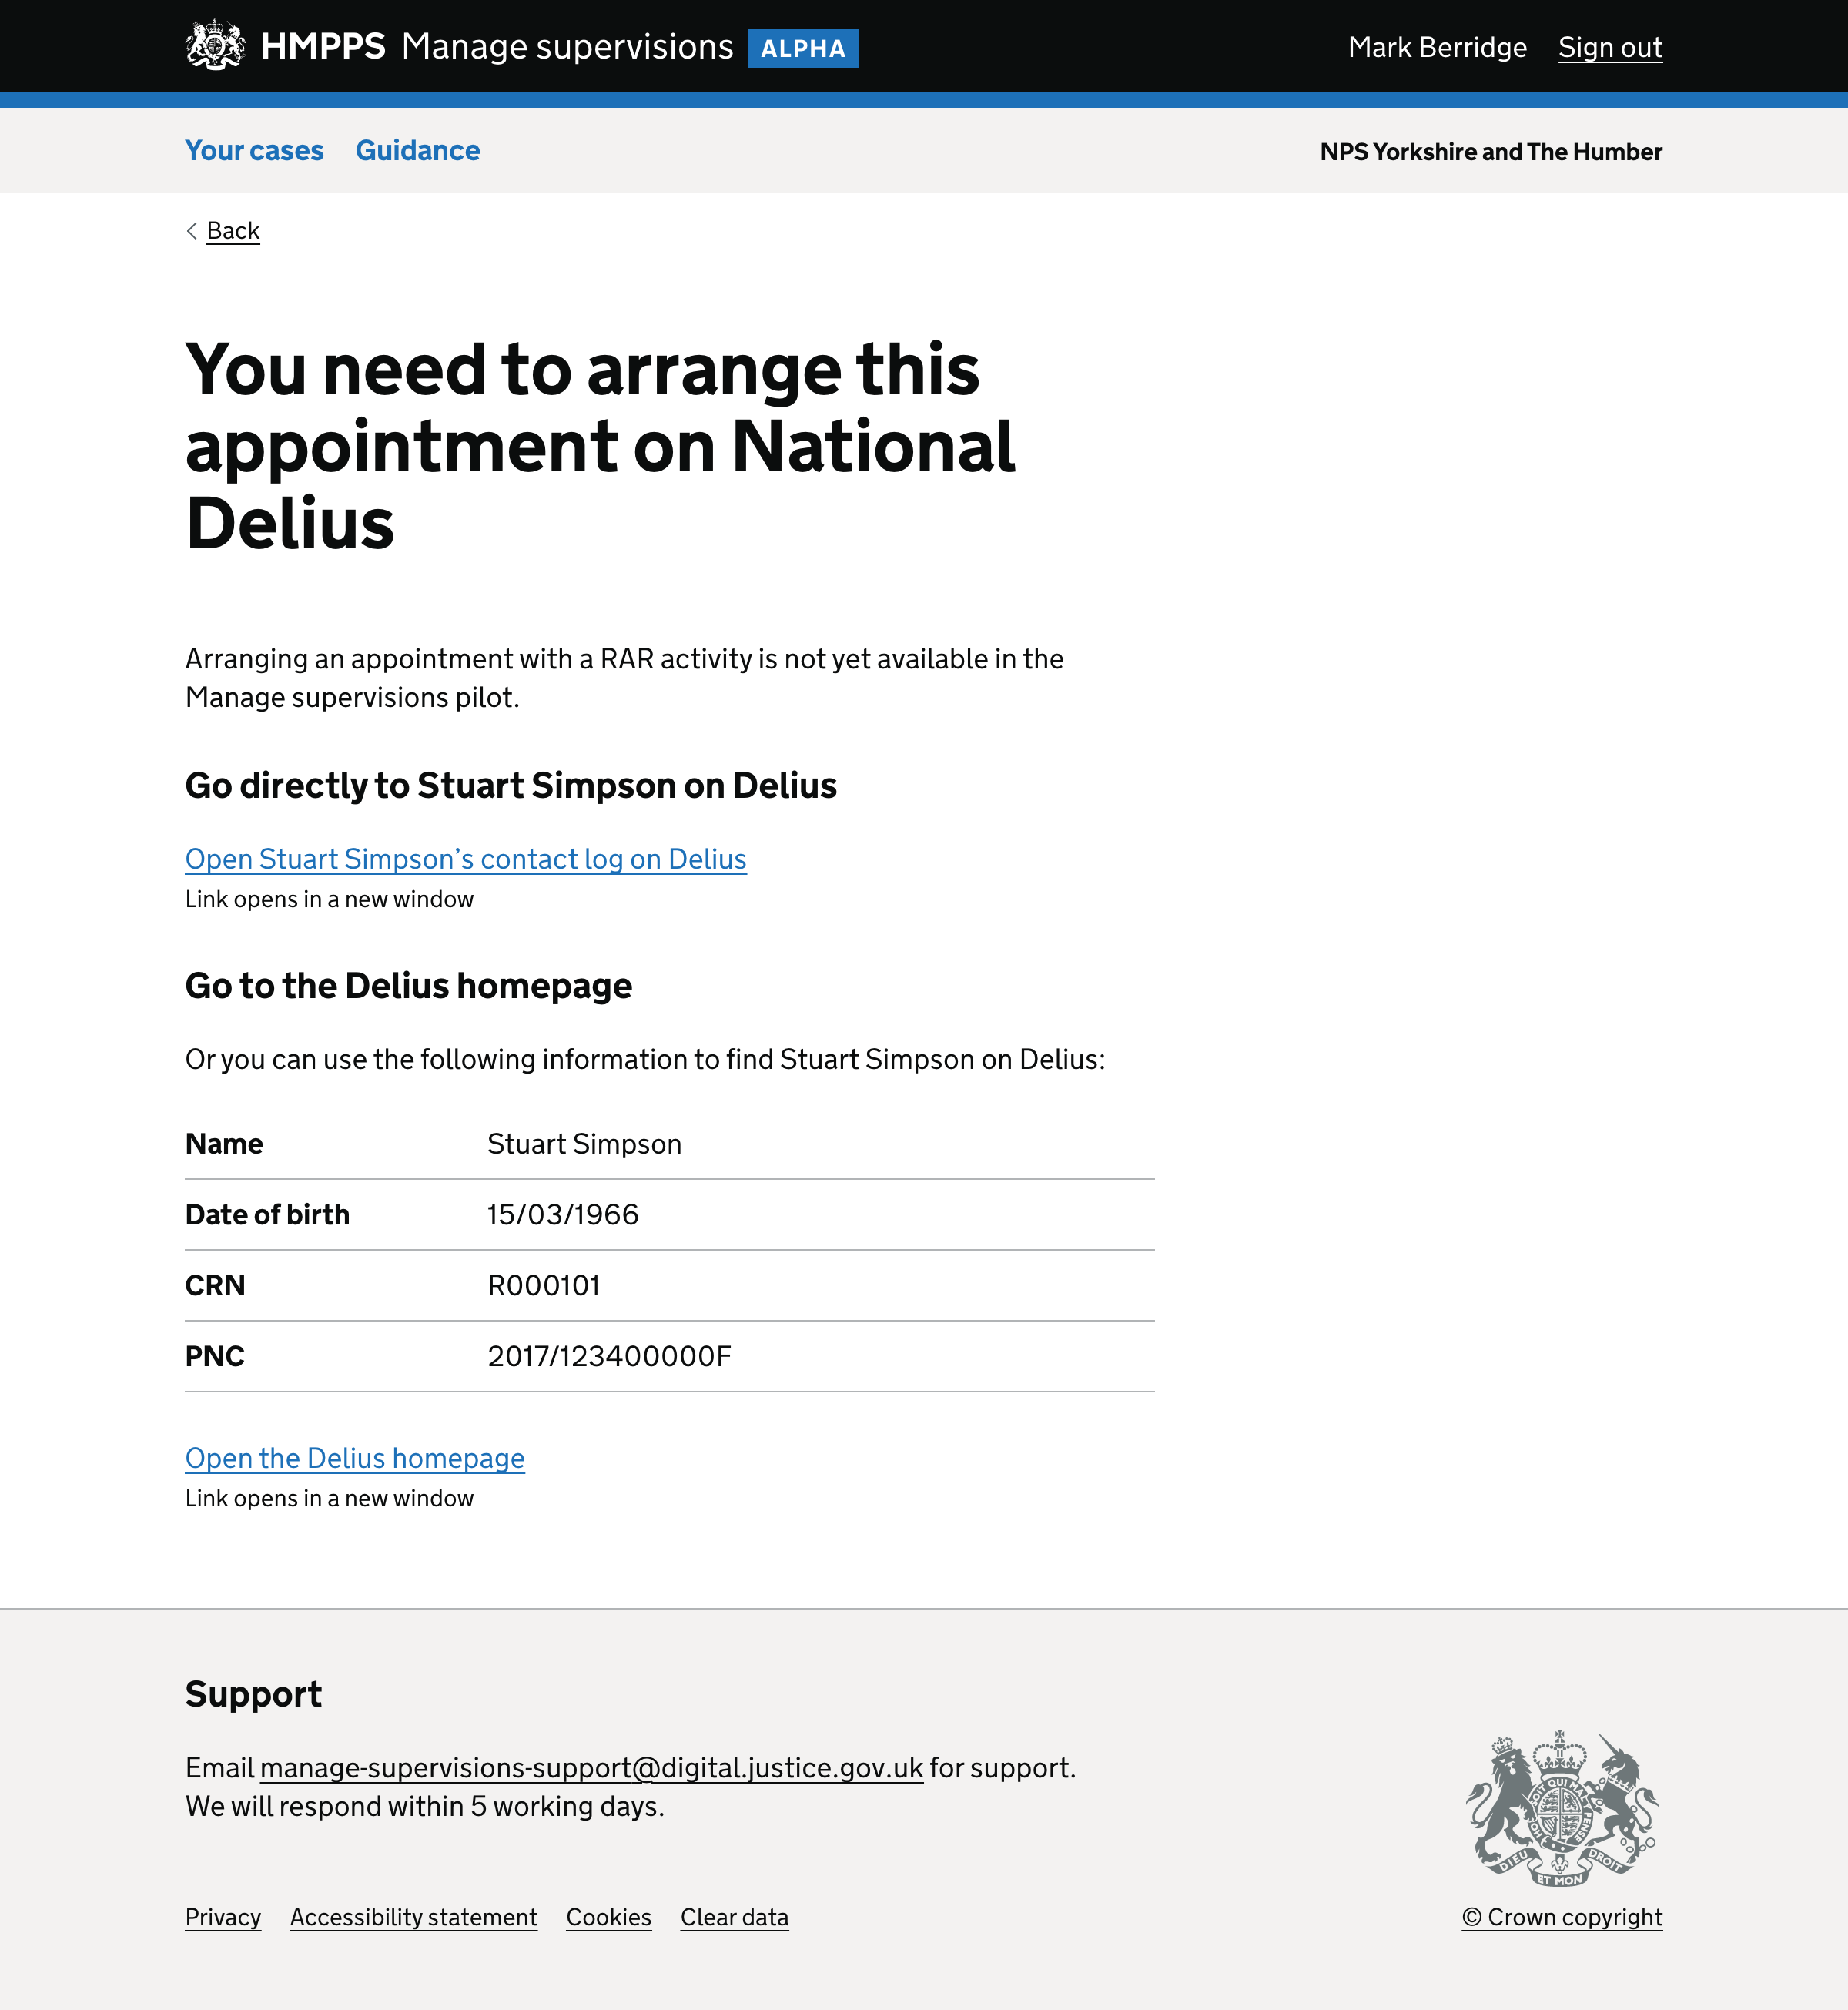 HMPPS Manage supervisions ALPHA
Mark Berridge Sign out
Your cases Guidance
NPS Yorkshire and The Humber
Back
You need to arrange this
appointment on National
Delius
Arranging an appointment with a RAR activity is not yet available in the
Manage supervisions pilot.
Go directly to Stuart Simpson on Delius
Open Stuart Simpson’s contact log on Delius
Link opens in a new window
Go to the Delius homepage
Or you can use the following information to find Stuart Simpson on Delius:
Name Stuart Simpson
Date of birth 15/03/1966
CRN R000101
PNC 2017/123400000F
Open the Delius homepage
Link opens in a new window
Support
Email manage-supervisions-support@digital.justice.gov.uk for support.
We will respond within 5 working days.
DIEU ET MON DROIT
Privacy Accessibility statement Cookies Clear data
© Crown copyright